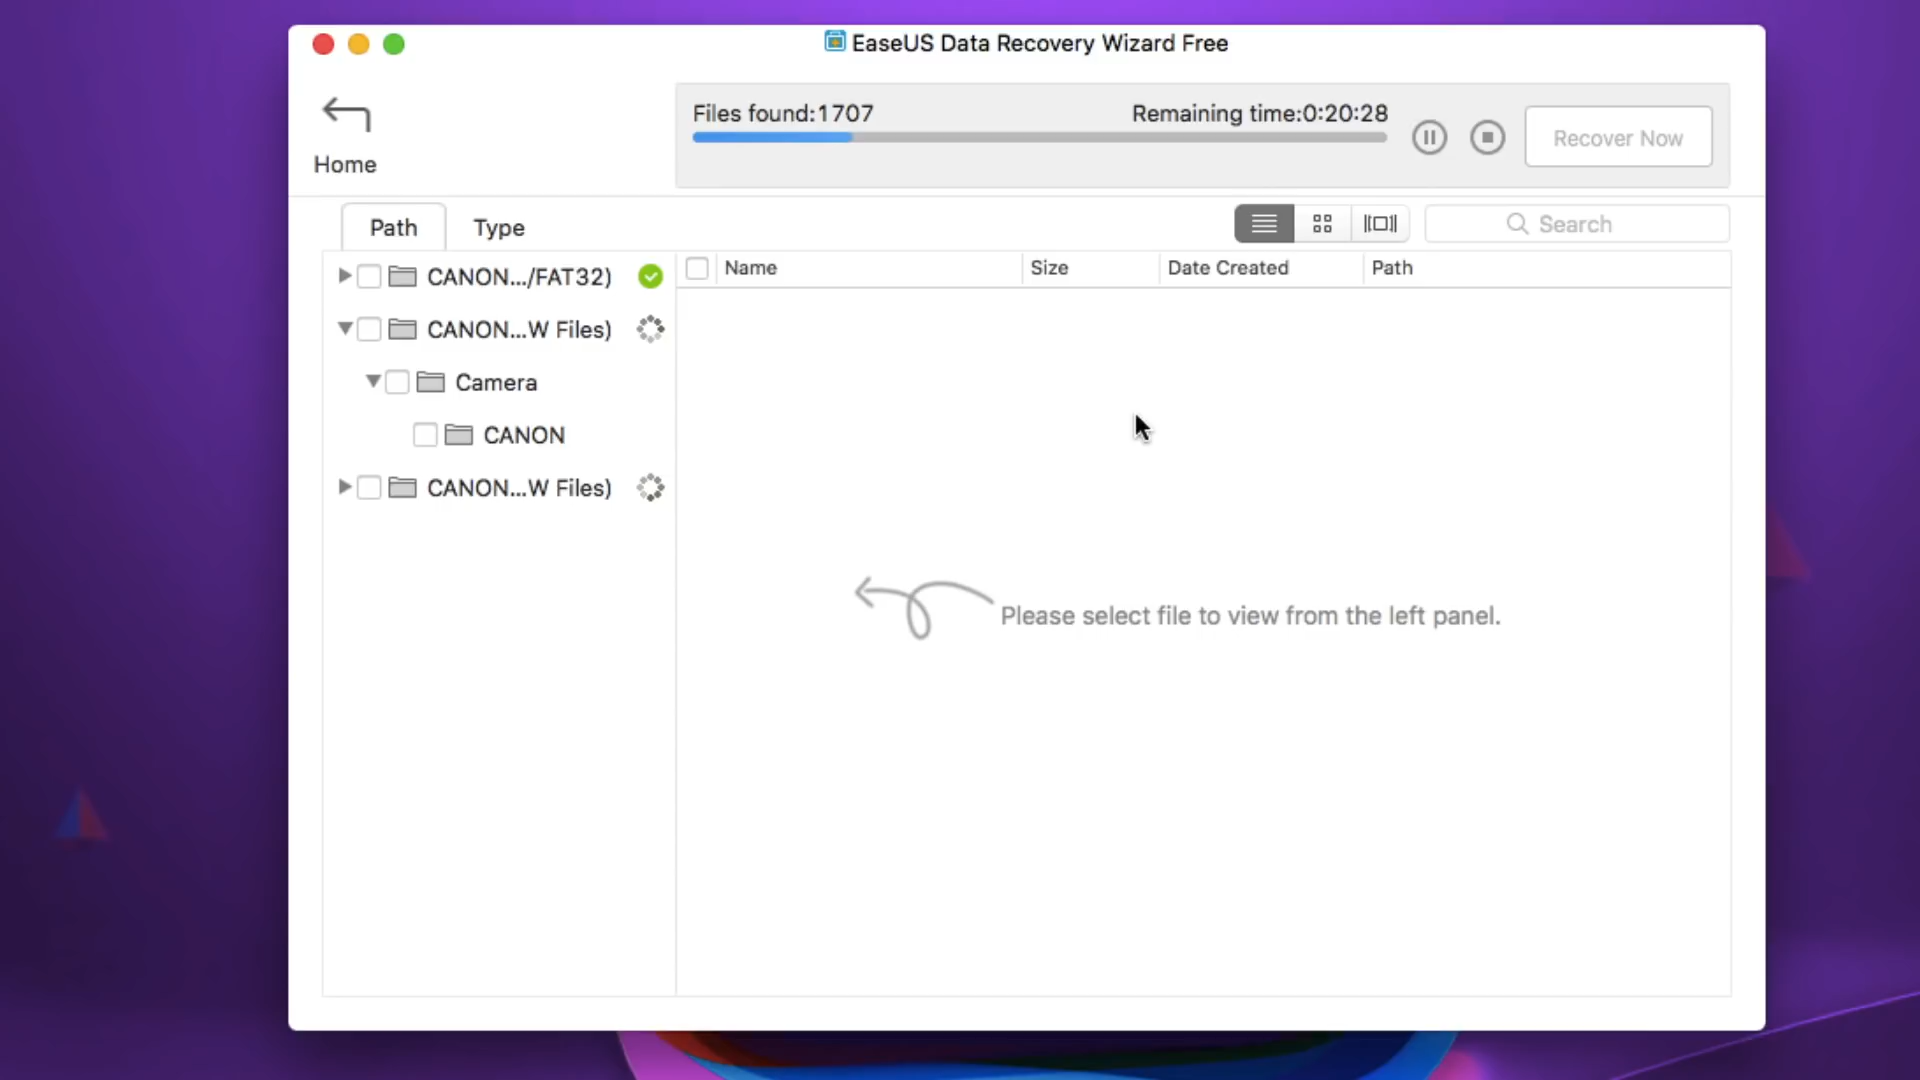 EaseUS Data Recovery Wizard Free
Home
Files found:1707
Remaining time:0:20:28
Recover Now
Path
Type
Search
CANON.../FAT32)
CANON...W Files)
Camera
CANON
CANON...W Files)
Name
Size
Date Created
Path
Please select file to view from the left panel.